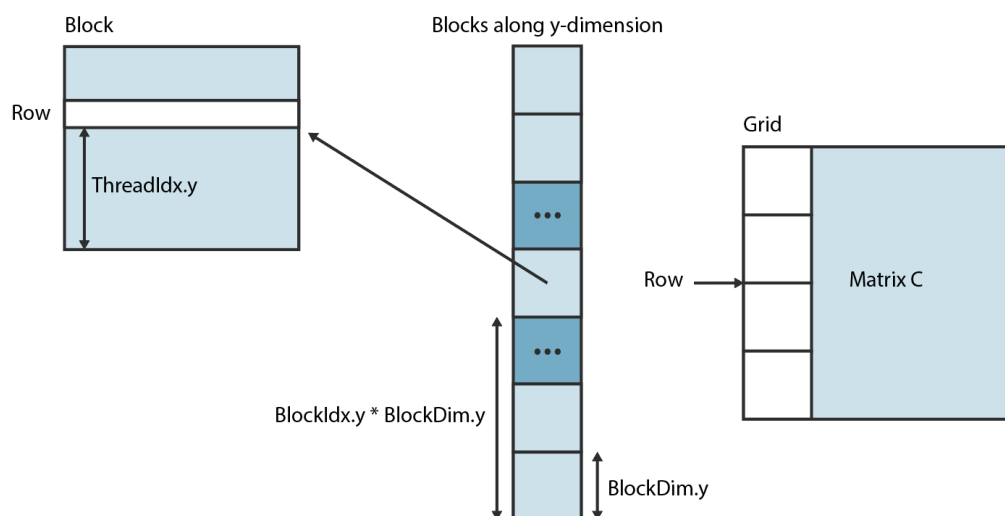 Block
Blocks along y-dimension
Row
ThreadIdx.y
•••
Grid
Row
Matrix C
•••
BlockIdx.y * BlockDim.y
BlockDim.y